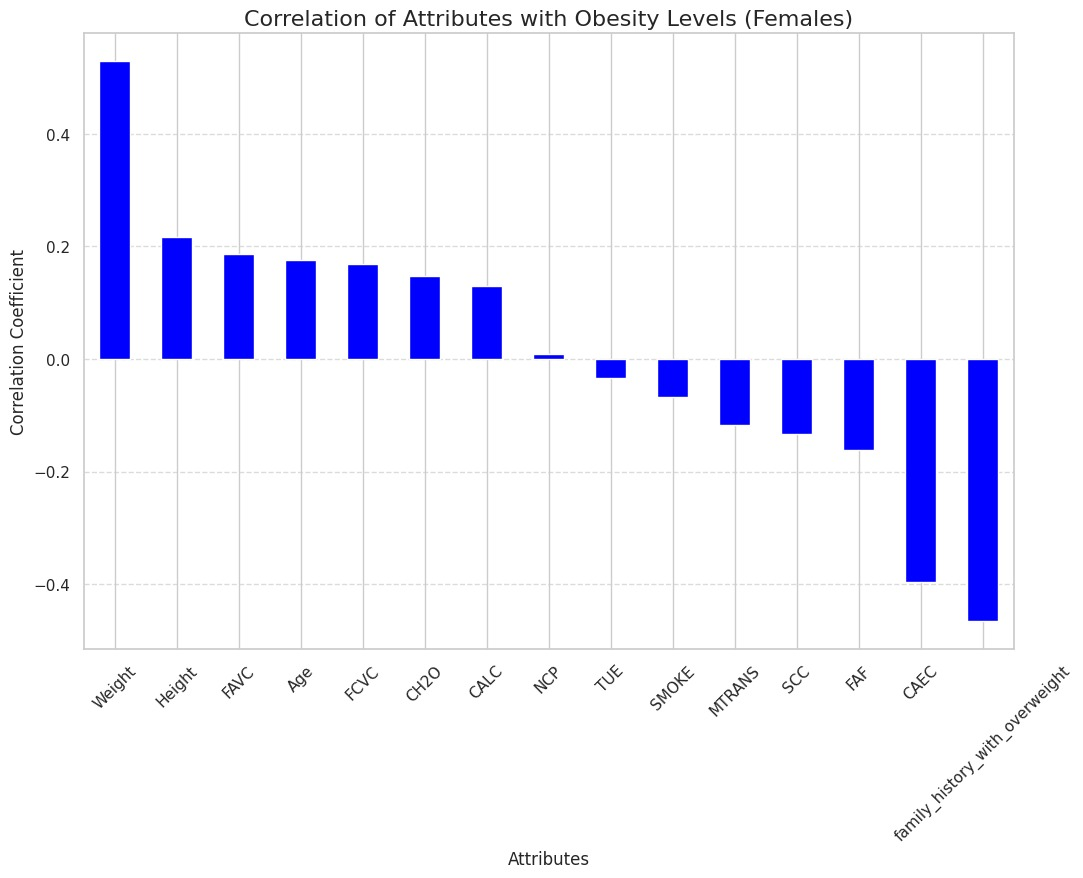 Correlation of Attributes with Obesity Levels (Females)
Correlation Coefficient
0.4
0.2
0.0
−0.2
−0.4
Weight
Height
FAVC
Age
FCVC
CH2O
CALC
NCP
TUE
SMOKE
MTRANS
SCC
FAF
CAEC
family_history_with_overweight
Attributes